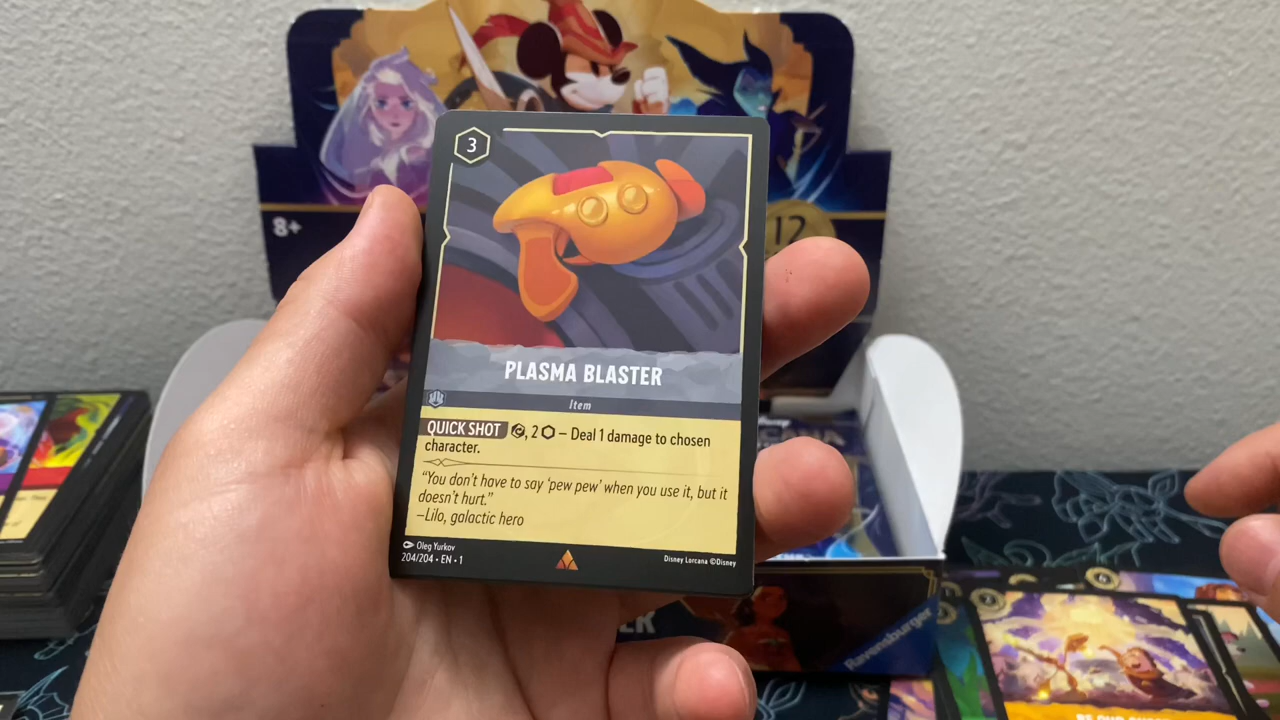 8+
12
3
PLASMA BLASTER
Item
QUICK SHOT , 2 – Deal 1 damage to chosen
character.
“You don’t have to say ‘pew pew’ when you use it, but it
doesn’t hurt.”
–Lilo, galactic hero
Oleg Yurkov
204/204 • EN • 1
Disney Lorcana ©Disney
Ravensburger